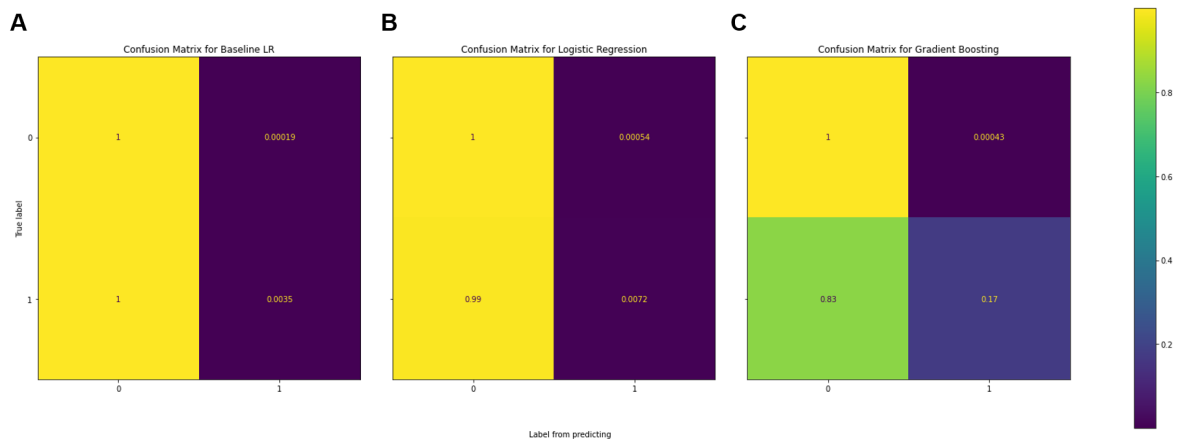 A
B
C
Confusion Matrix for Baseline LR
Confusion Matrix for Logistic Regression
Confusion Matrix for Gradient Boosting
True label
0
1
1 0.00019
1 0.0035
0 1
1 0.00054
0.99 0.0072
0 1
1 0.00043
0.83 0.17
0 1
0.8
0.6
0.4
0.2
Label from predicting